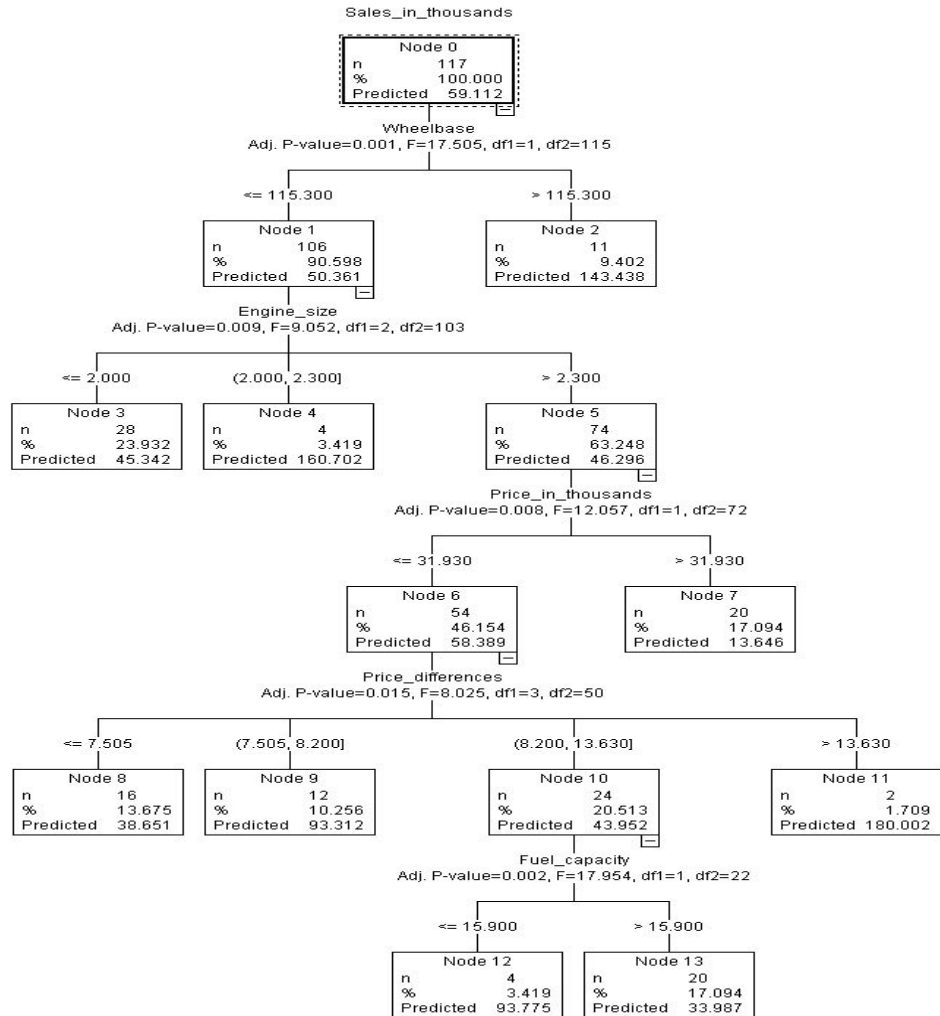 Sales_in_thousands
Node 0
n 117
% 100.000
Predicted 59.112
Wheelbase
Adj. P-value=0.001, F=17.505, df1=1, df2=115
<= 115.300
> 115.300
Node 1
n 106
% 90.598
Predicted 50.361
Node 2
n 11
% 9.402
Predicted 143.438
Engine_size
Adj. P-value=0.009, F=9.052, df1=2, df2=103
<= 2.000
(2.000, 2.300]
> 2.300
Node 3
n 28
% 23.932
Predicted 45.342
Node 4
n 4
% 3.419
Predicted 160.702
Node 5
n 74
% 63.248
Predicted 46.296
Price_in_thousands
Adj. P-value=0.008, F=12.057, df1=1, df2=72
<= 31.930
> 31.930
Node 6
n 54
% 46.154
Predicted 58.389
Node 7
n 20
% 17.094
Predicted 13.646
Price_differences
Adj. P-value=0.015, F=8.025, df1=3, df2=50
<= 7.505
(7.505, 8.200]
(8.200, 13.630]
> 13.630
Node 8
n 16
% 13.675
Predicted 38.651
Node 9
n 12
% 10.256
Predicted 93.312
Node 10
n 24
% 20.513
Predicted 43.952
Node 11
n 2
% 1.709
Predicted 180.002
Fuel_capacity
Adj. P-value=0.002, F=17.954, df1=1, df2=22
<= 15.900
> 15.900
Node 12
n 4
% 3.419
Predicted 93.775
Node 13
n 20
% 17.094
Predicted 33.987